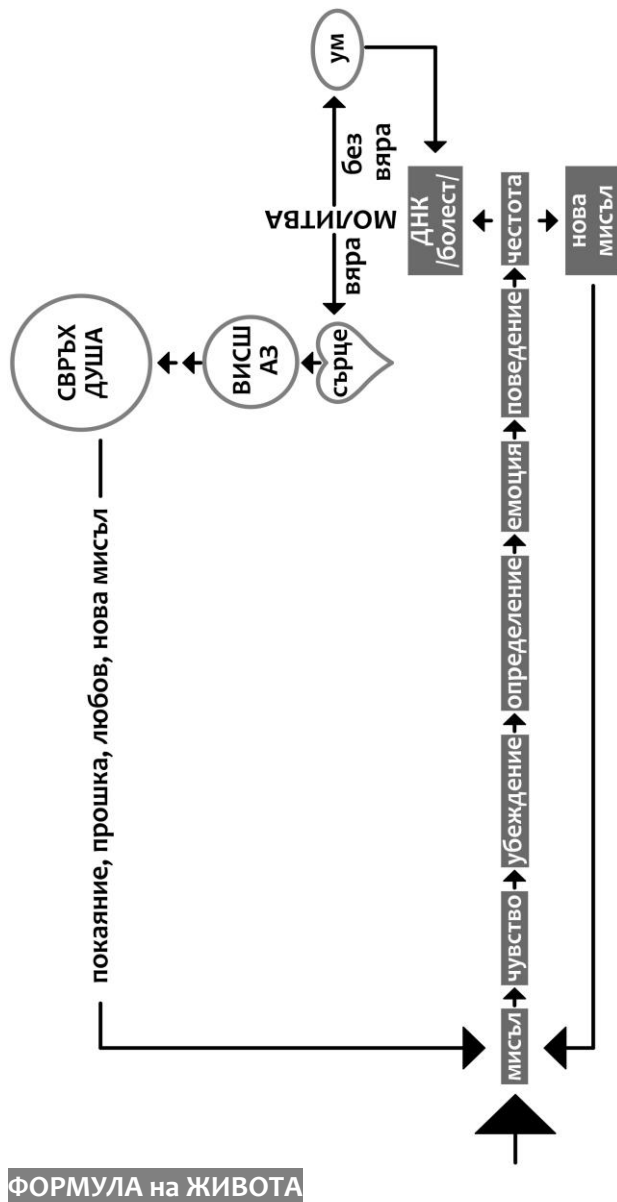 ФОРМУЛА на ЖИВОТА
покаяние, прошка, любов, нова мисъл
СВРЪХ
ДУША
ВИСШ
АЗ
сърце
вяра
МОЛИТВА
без
вяра
ум
ДНК
/болест/
мисъл
чувство
убеждение
определение
емоция
поведение
честота
нова
мисъл